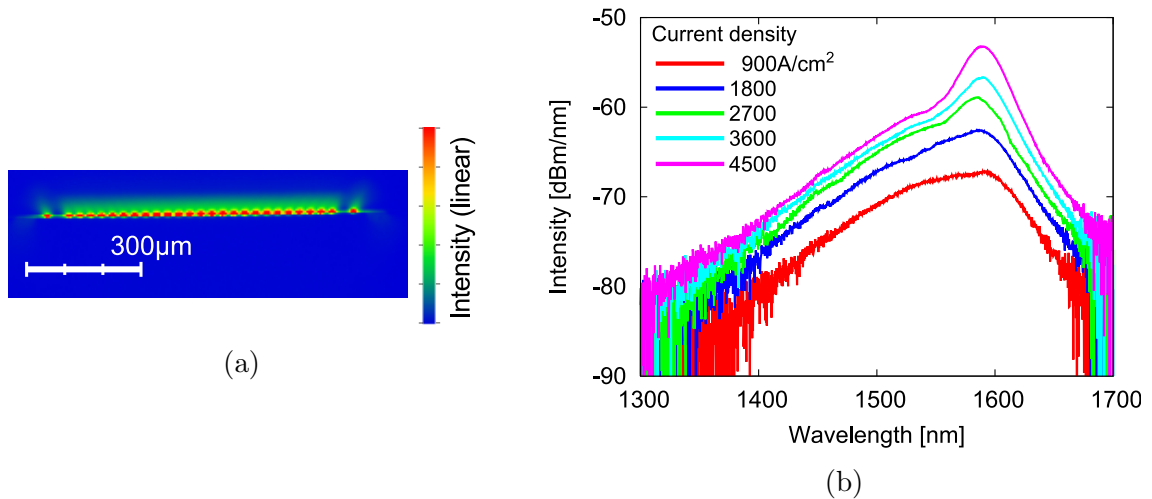 300µm
Intensity (linear)
(a)
-50
-60
-70
-80
-90
Intensity [dBm/nm]
Current density
900A/cm²
1800
2700
3600
4500
1300 1400 1500 1600 1700
Wavelength [nm]
(b)